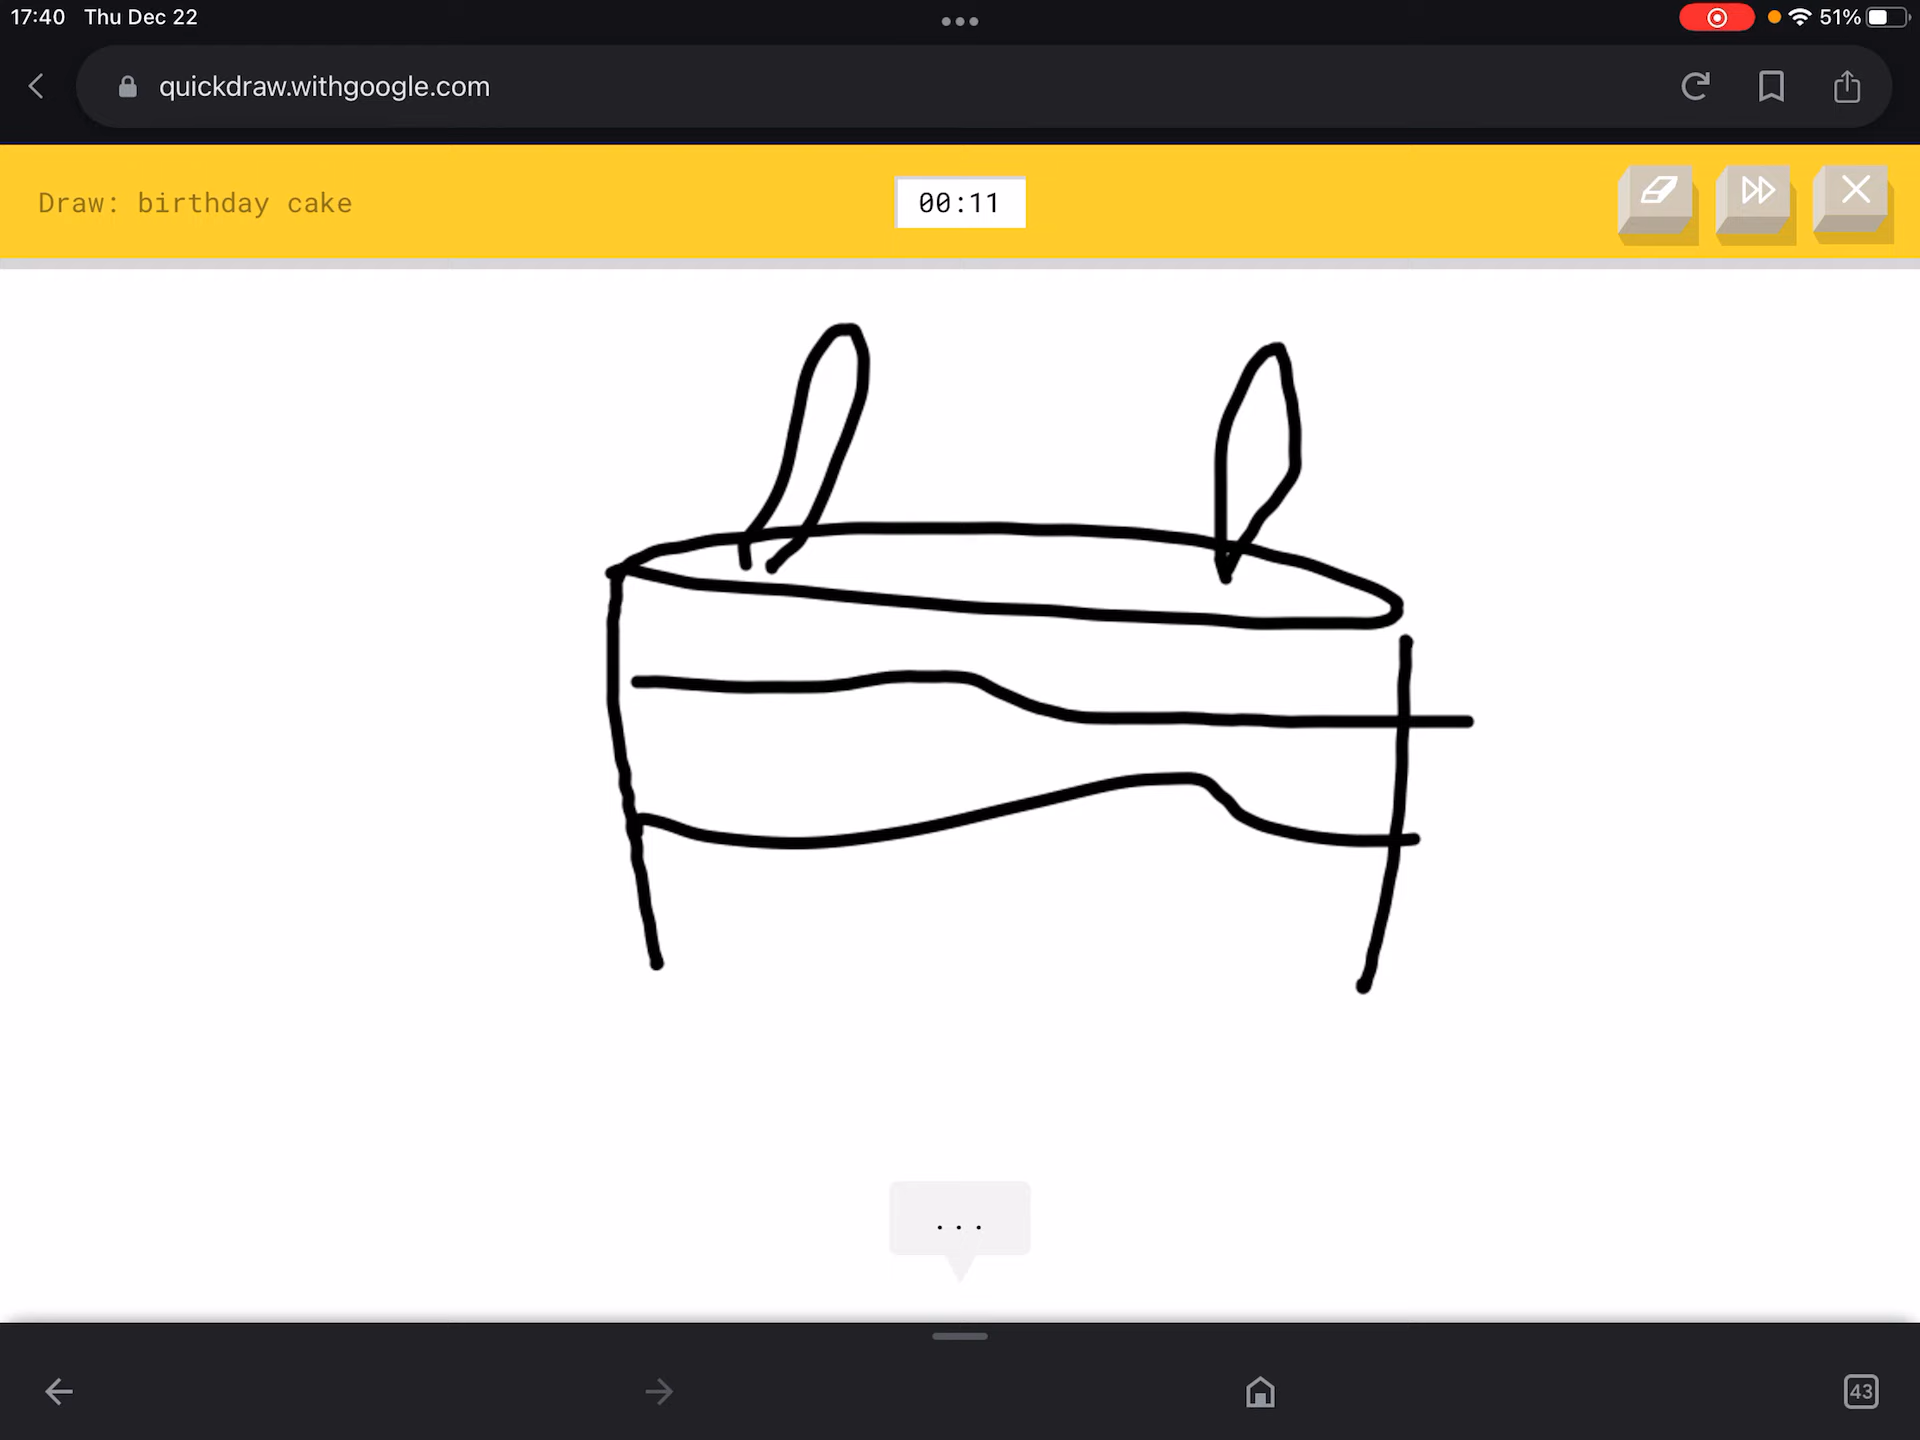 17:40 Thu Dec 22
51%
quickdraw.withgoogle.com
Draw: birthday cake
00:11
...
43